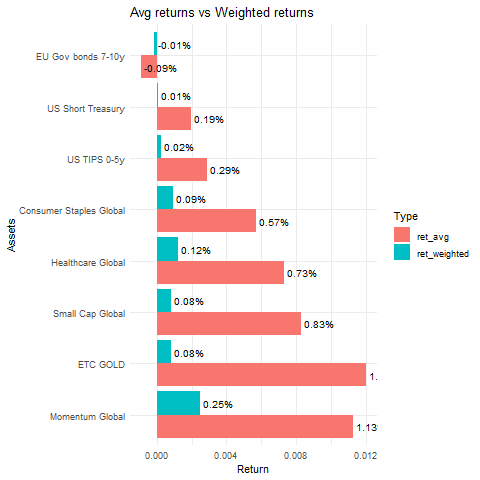 Avg returns vs Weighted returns
EU Gov bonds 7-10y
-0.01%
-0.09%
US Short Treasury
0.01%
0.19%
US TIPS 0-5y
0.02%
0.29%
Consumer Staples Global
0.09%
0.57%
Healthcare Global
0.12%
0.73%
Small Cap Global
0.08%
0.83%
ETC GOLD
0.08%
1.
Momentum Global
0.25%
1.13
Assets
0.000
0.004
0.008
0.012
Return
Type
ret_avg
ret_weighted